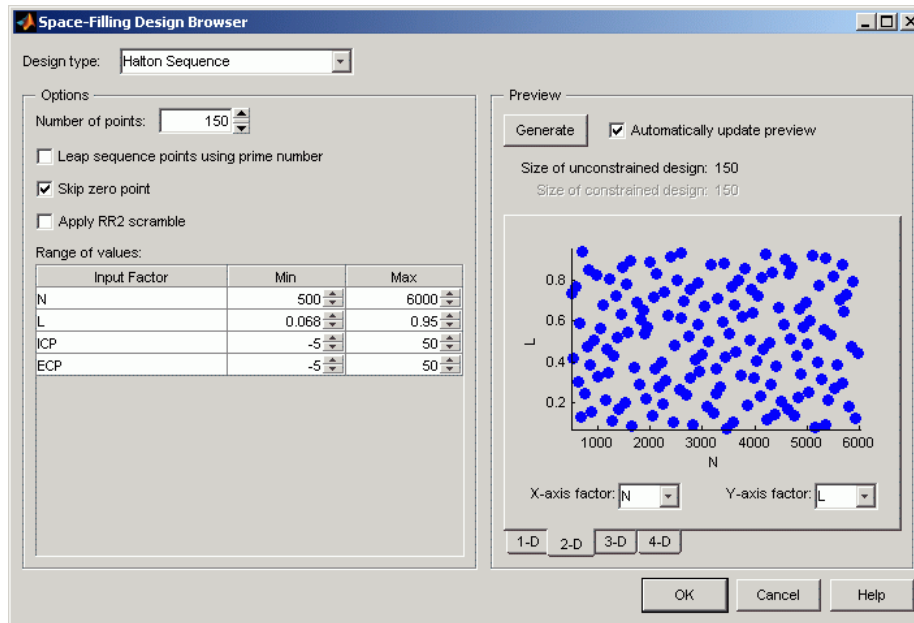 Space-Filling Design Browser
Design type: Halton Sequence
Options
Number of points: 150
Leap sequence points using prime number
Skip zero point
Apply RR2 scramble
Range of values:
Input Factor Min Max
N 500 6000
L 0.068 0.95
ICP -5 50
ECP -5 50
Preview
Generate Automatically update preview
Size of unconstrained design: 150
Size of constrained design: 150
0.8
0.6
0.4
0.2
L
1000 2000 3000 4000 5000 6000
N
X-axis factor: N Y-axis factor: L
1-D 2-D 3-D 4-D
OK Cancel Help